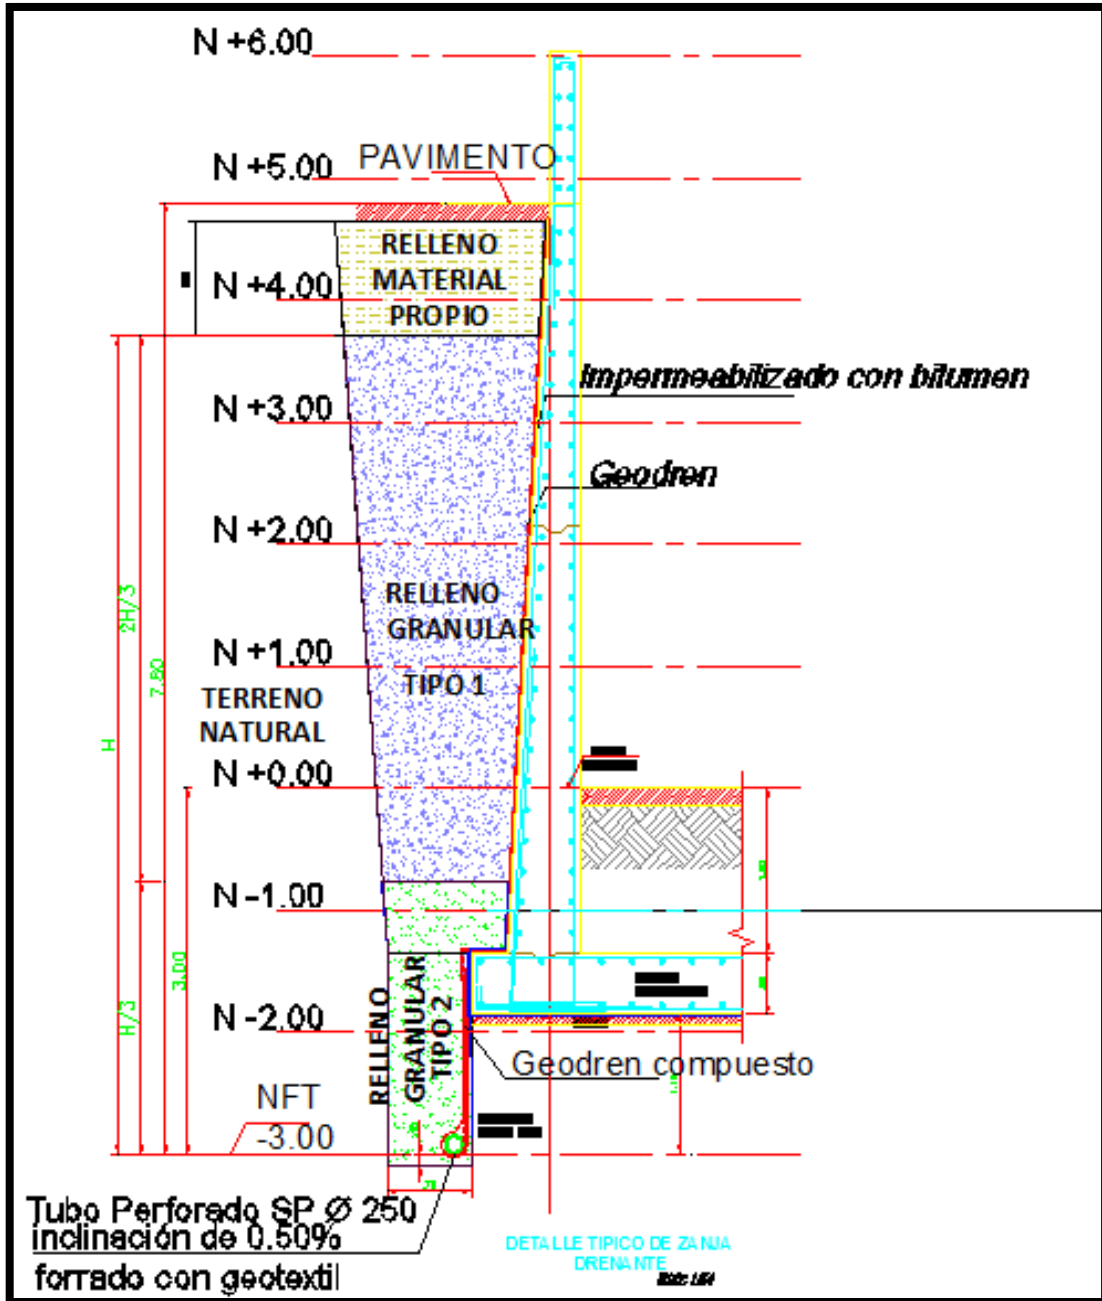 N +6.00
N +5.00
PAVIMENTO
RELLENO
MATERIAL
PROPIO
N +4.00
Impermeabilizado con bitumen
N +3.00
Geodren
N +2.00
2H/3
RELLENO
GRANULAR
TIPO 1
N +1.00
7.80
TERRENO
NATURAL
H
N +0.00
N -1.00
3.00
H/3
RELLENO
GRANULAR
TIPO 2
N -2.00
Geodren compuesto
NFT
-3.00
Tubo Perforado SP Ø 250
inclinación de 0.50%
forrado con geotextil
DETALLE TIPICO DE ZANJA
DRENANTE